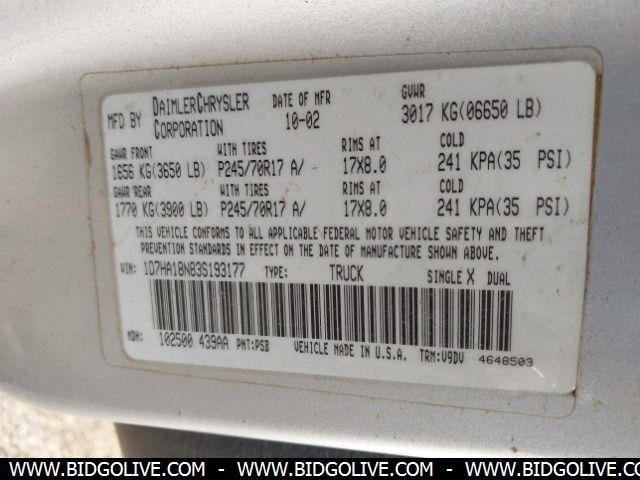 MFD BY DAIMLERCHRYSLER CORPORATION DATE OF MFR 10-02 GVWR 3017 KG(06650 LB)
GAWR FRONT WITH TIRES RIMS AT COLD
1656 KG(3650 LB) P245/70R17 A/ 17X8.0 241 KPA(35 PSI)
GAWR REAR WITH TIRES RIMS AT COLD
1770 KG(3900 LB) P245/70R17 A/ 17X8.0 241 KPA(35 PSI)
THIS VEHICLE CONFORMS TO ALL APPLICABLE FEDERAL MOTOR VEHICLE SAFETY AND THEFT
PREVENTION STANDARDS IN EFFECT ON THE DATE OF MANUFACTURE SHOWN ABOVE.
VIN: 1D7HA18N83S193177 TYPE: TRUCK SINGLE X DUAL
MDH: 102500 439AA PNT:PSB VEHICLE MADE IN U.S.A. TRM:V9DV 4648503
WWW.BIDGOLIVE.COM - WWW.BIDGOLIVE.COM - WWW.BIDGOLIVE.COM